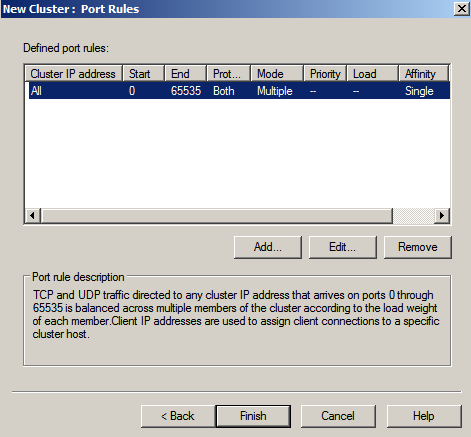 New Cluster : Port Rules
Defined port rules:
Cluster IP address Start End Prot... Mode Priority Load Affinity
All 0 65535 Both Multiple -- -- Single
Add... Edit... Remove
Port rule description
TCP and UDP traffic directed to any cluster IP address that arrives on ports 0 through
65535 is balanced across multiple members of the cluster according to the load weight
of each member.Client IP addresses are used to assign client connections to a specific
cluster host.
< Back Finish Cancel Help